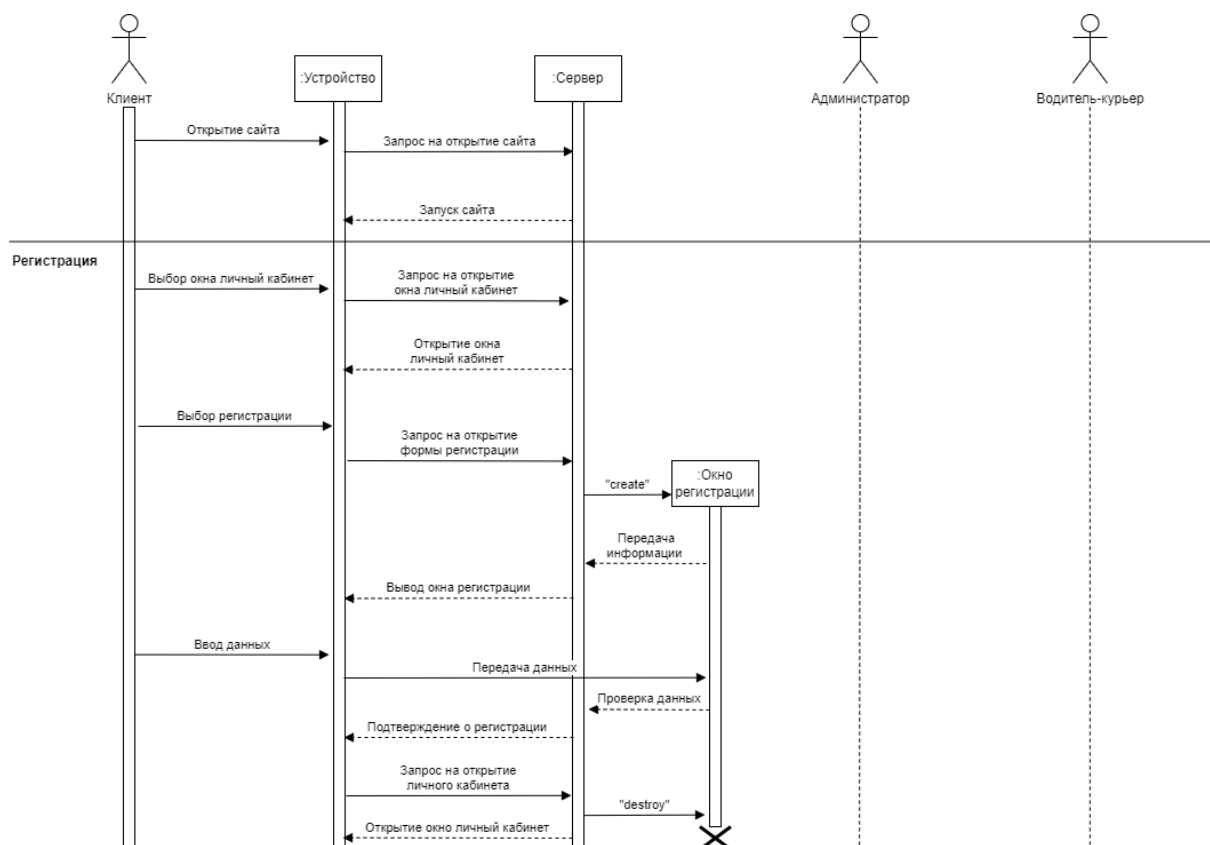 :Устройство
:Сервер
Клиент
Администратор
Водитель-курьер
Открытие сайта
Запрос на открытие сайта
Запуск сайта
Регистрация
Выбор окна личный кабинет
Запрос на открытие
окна личный кабинет
Открытие окна
личный кабинет
Выбор регистрации
Запрос на открытие
формы регистрации
:Окно
регистрации
"create"
Передача
информации
Вывод окна регистрации
Ввод данных
Передача данных
Проверка данных
Подтверждение о регистрации
Запрос на открытие
личного кабинета
"destroy"
Открытие окно личный кабинет